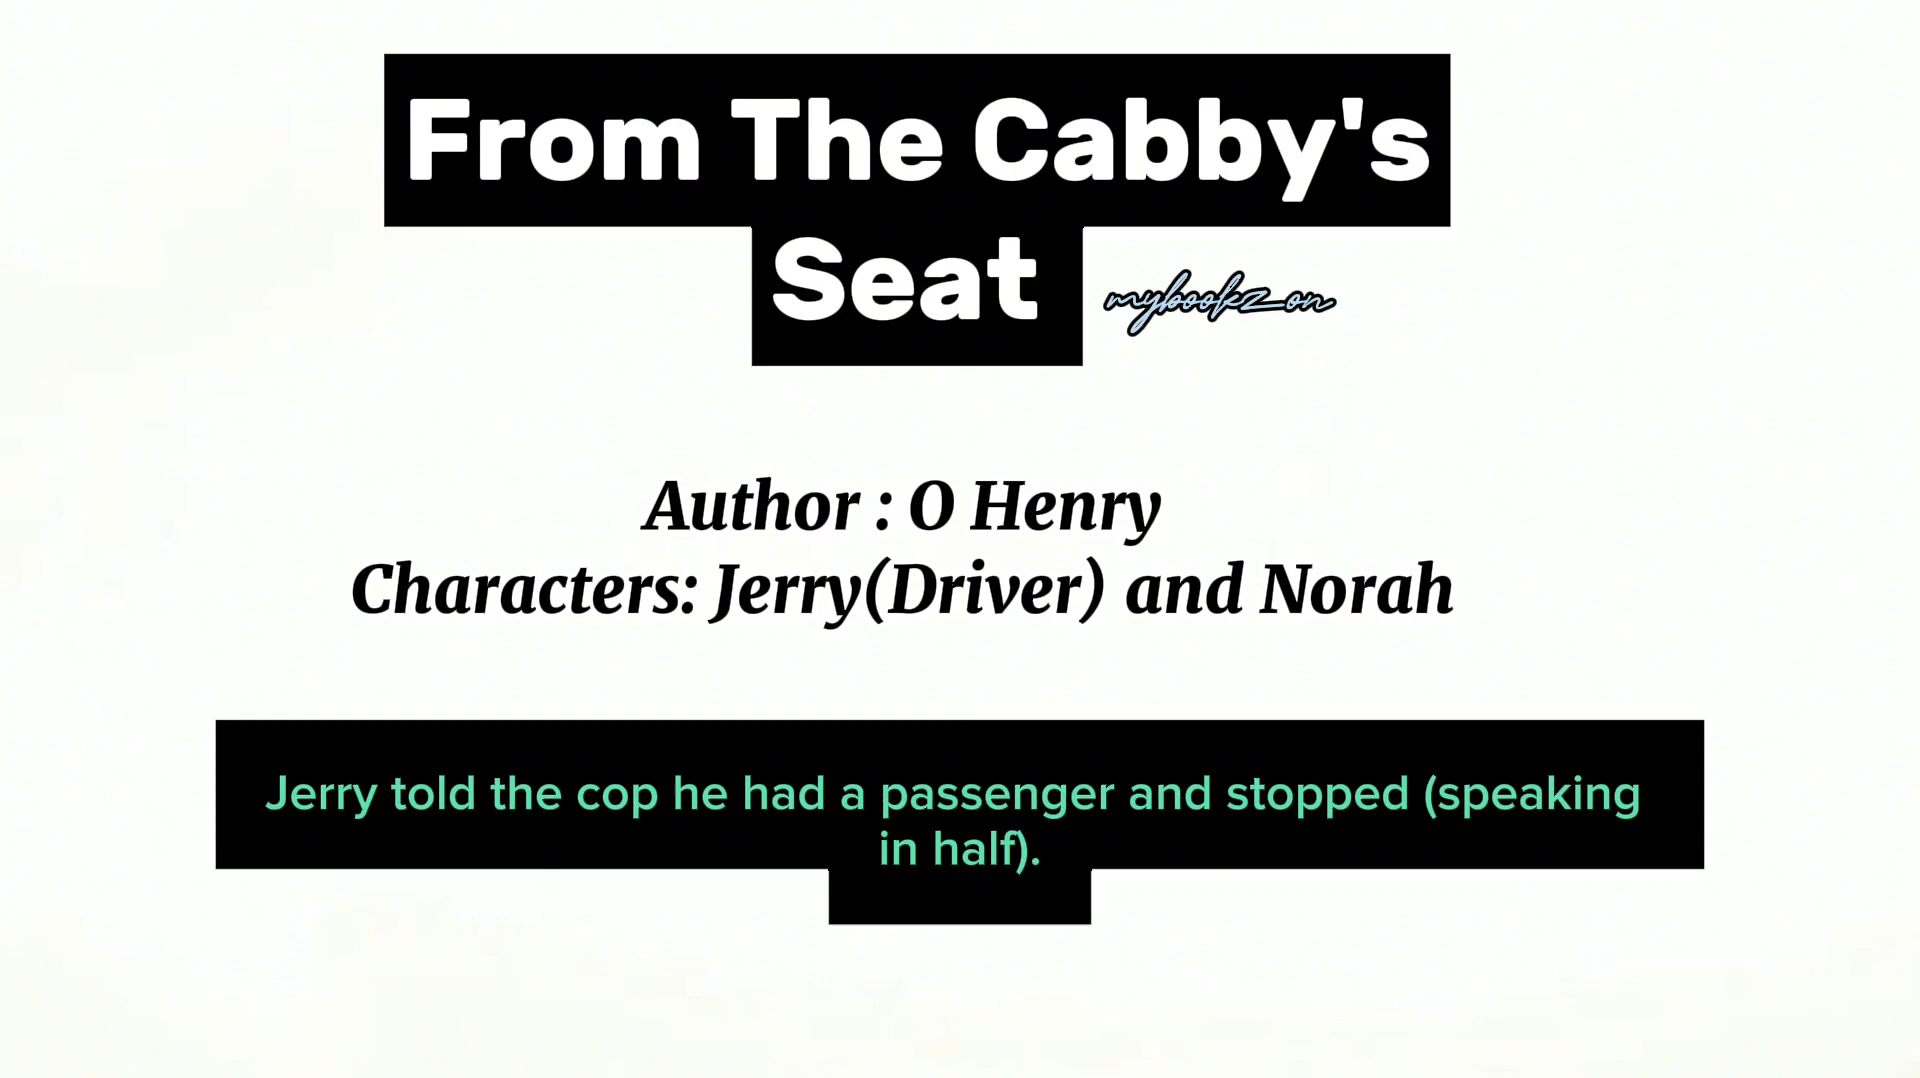 From The Cabby's
Seat
mybookz_on
Author : O Henry
Characters: Jerry(Driver) and Norah
Jerry told the cop he had a passenger and stopped (speaking
in half).